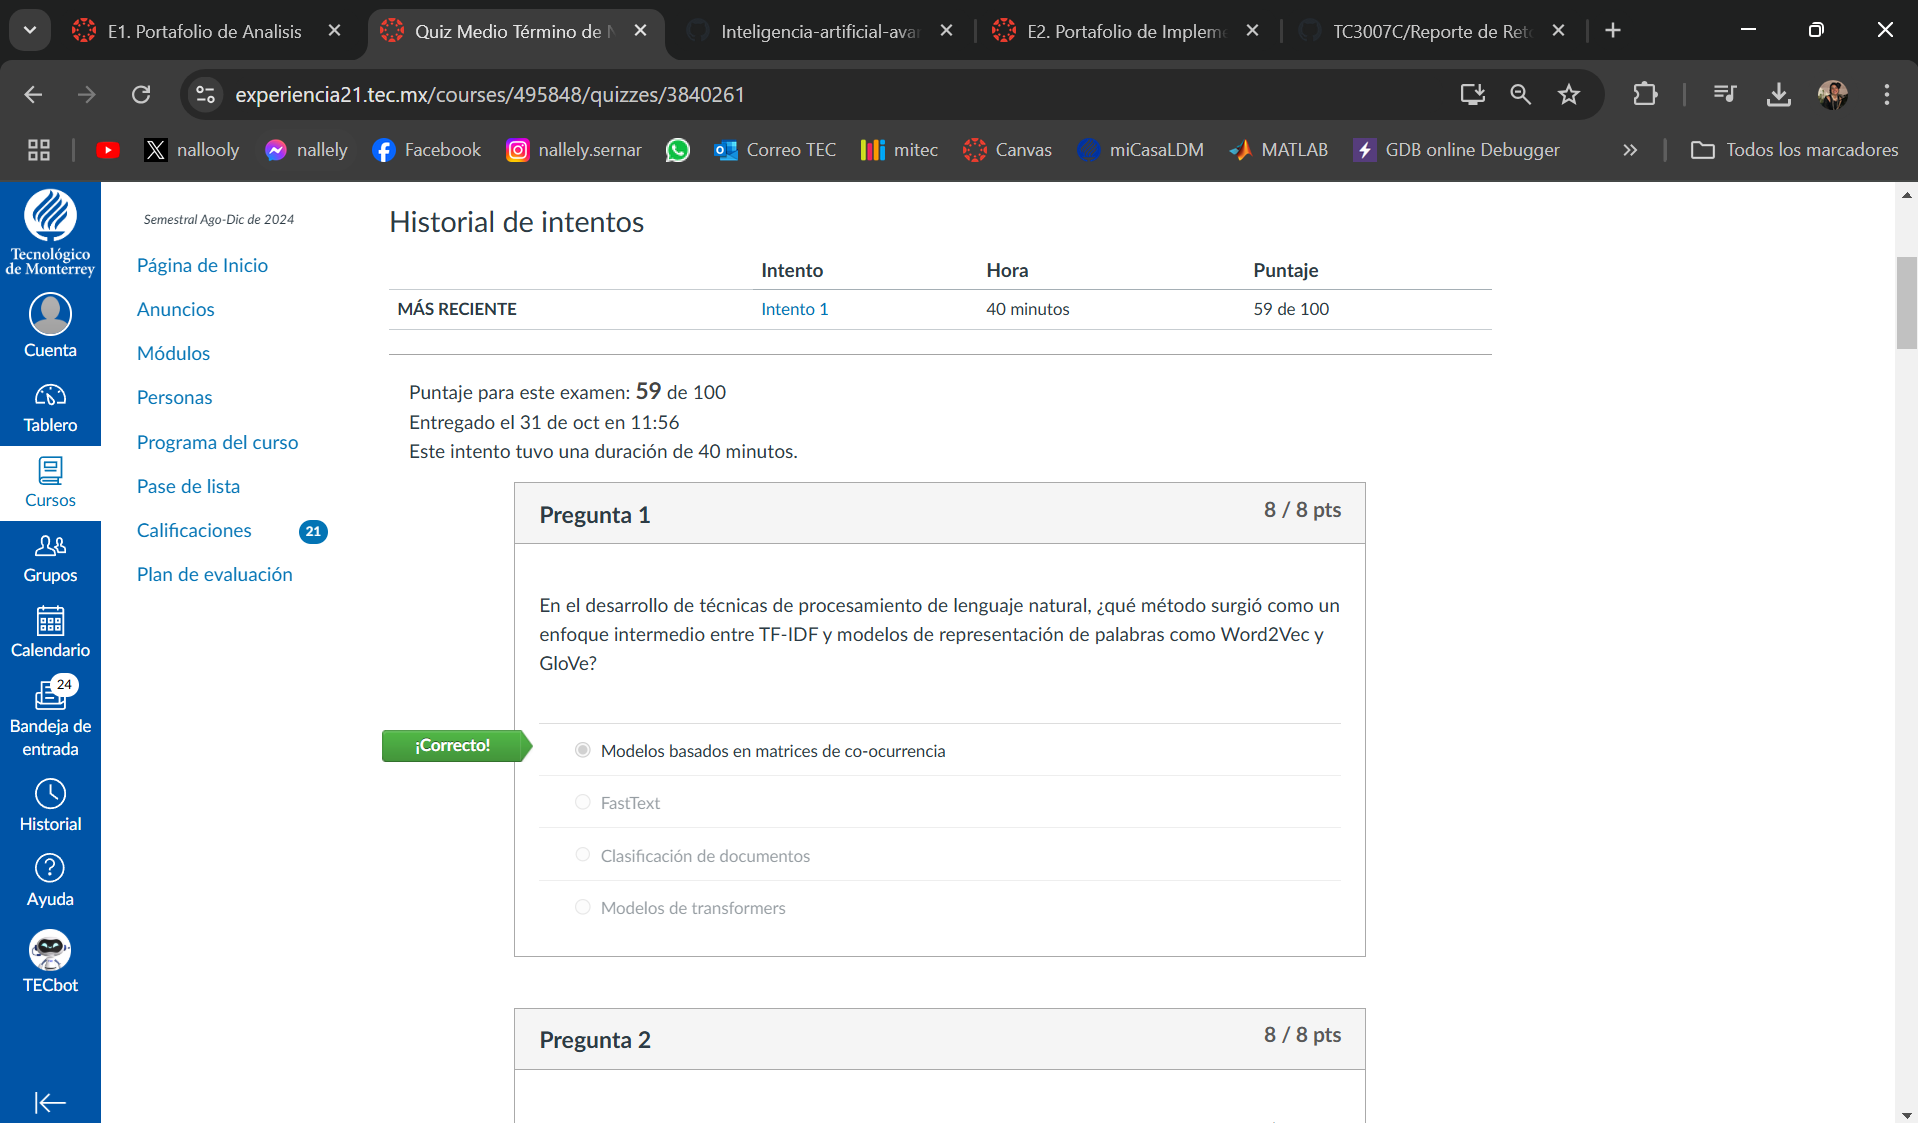 E1. Portafolio de Analisis
Quiz Medio Término de
Inteligencia-artificial-avan
E2. Portafolio de Impleme
TC3007C/Reporte de Ret
experiencia21.tec.mx/courses/495848/quizzes/3840261
nallooly
nallely
Facebook
nallely.sernar
Correo TEC
mitec
Canvas
miCasaLDM
MATLAB
GDB online Debugger
Todos los marcadores
Tecnológico
de Monterrey
Cuenta
Tablero
Cursos
Grupos
Calendario
24
Bandeja de
entrada
Historial
Ayuda
TECbot
Semestral Ago-Dic de 2024
Página de Inicio
Anuncios
Módulos
Personas
Programa del curso
Pase de lista
Calificaciones 21
Plan de evaluación
Historial de intentos
Intento Hora Puntaje
MÁS RECIENTE Intento 1 40 minutos 59 de 100
Puntaje para este examen: 59 de 100
Entregado el 31 de oct en 11:56
Este intento tuvo una duración de 40 minutos.
Pregunta 1 8 / 8 pts
En el desarrollo de técnicas de procesamiento de lenguaje natural, ¿qué método surgió como un
enfoque intermedio entre TF-IDF y modelos de representación de palabras como Word2Vec y
GloVe?
¡Correcto!
Modelos basados en matrices de co-ocurrencia
FastText
Clasificación de documentos
Modelos de transformers
Pregunta 2 8 / 8 pts